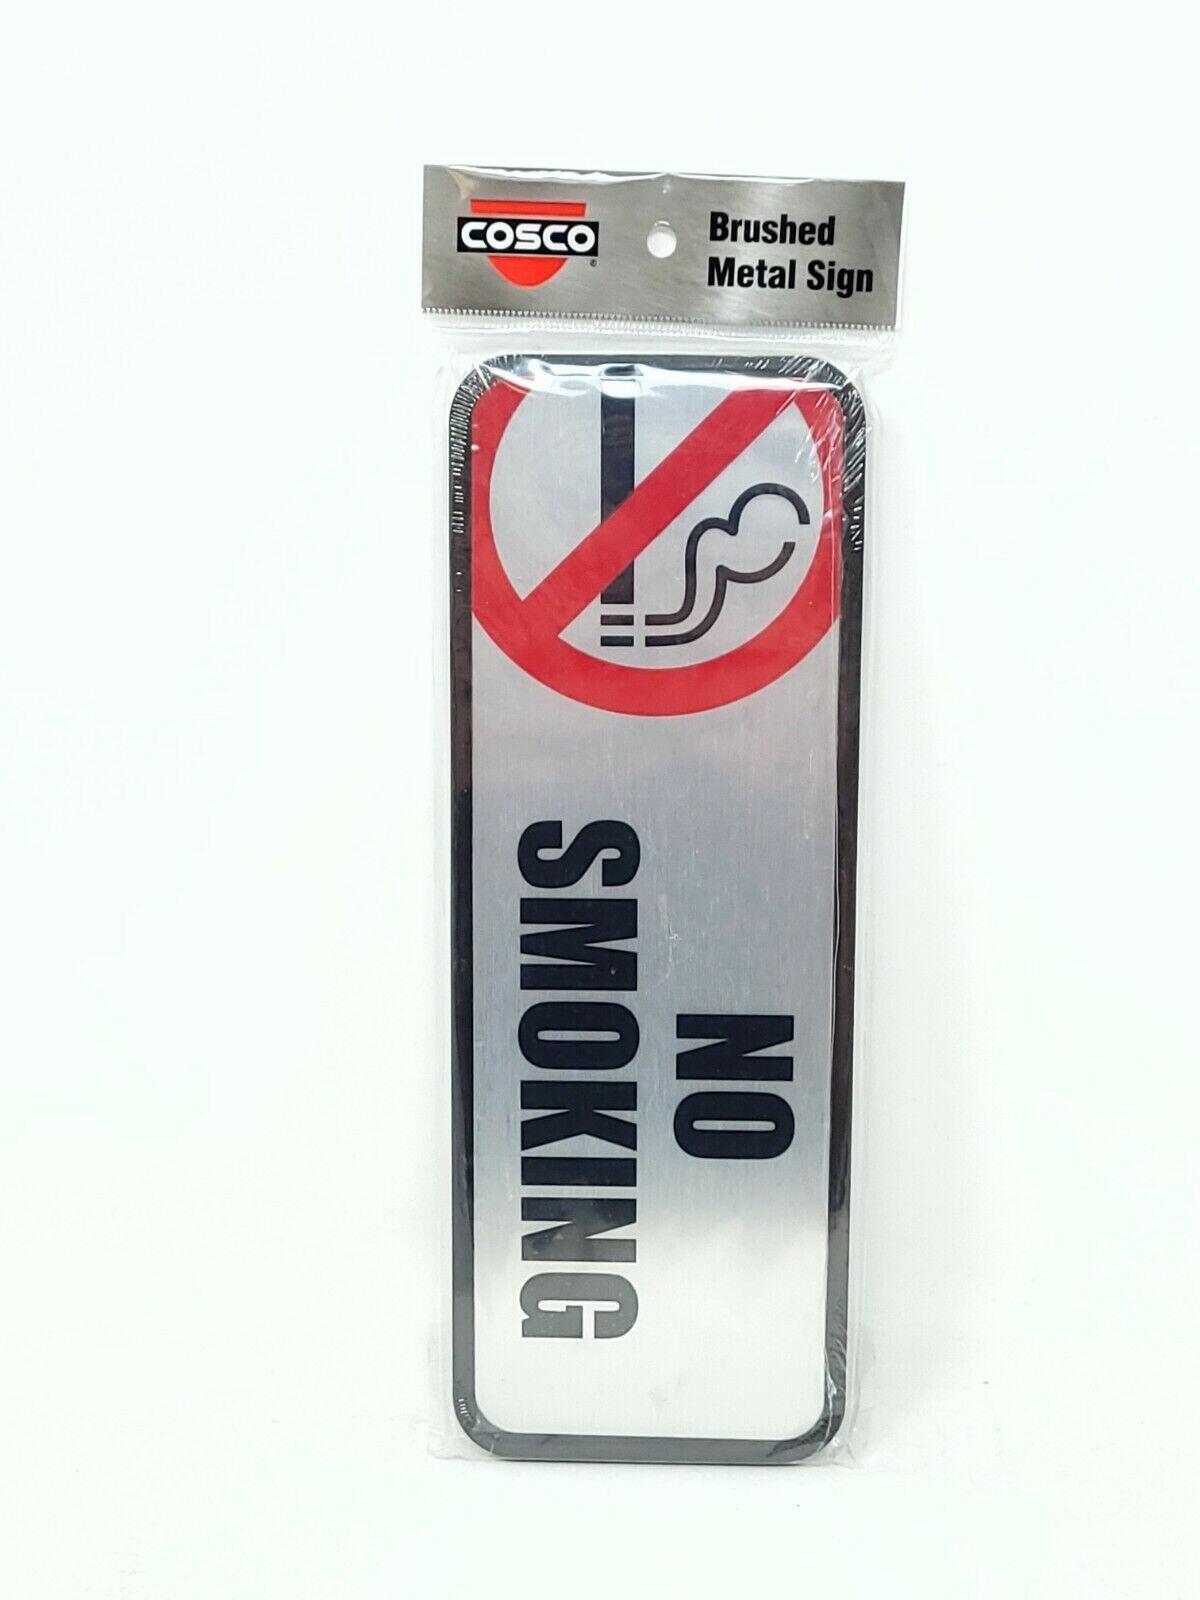 COSCO
®
Brushed
Metal Sign
NO
SMOKING